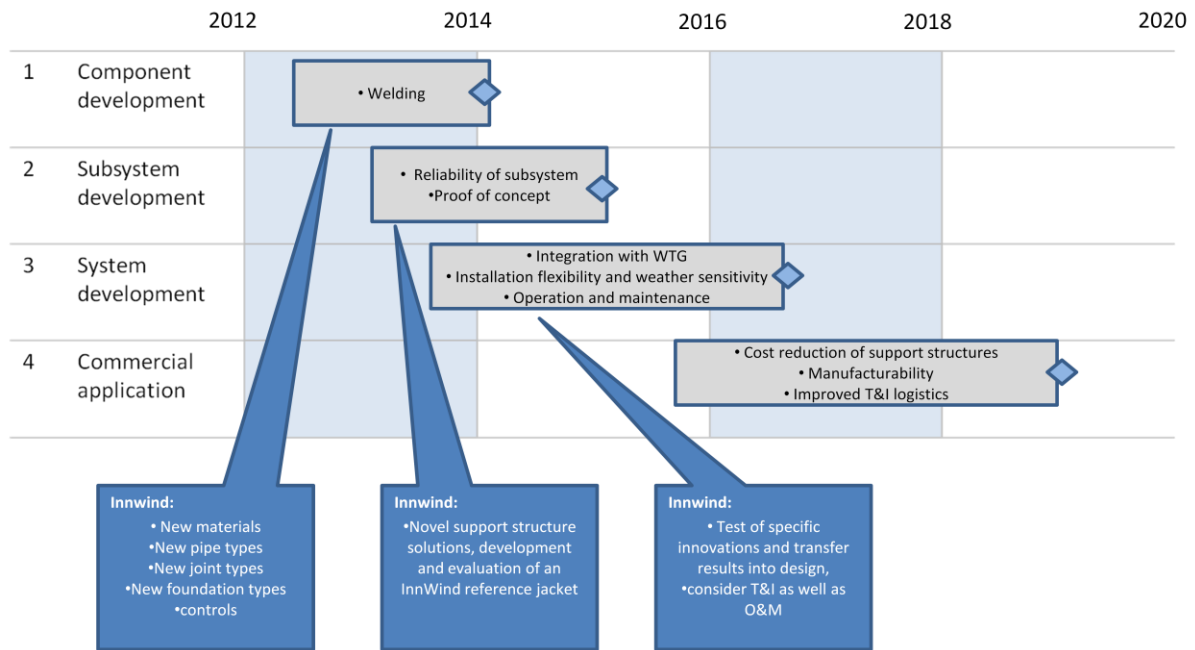 2012 2014 2016 2018 2020
1 Component
development
• Welding
2 Subsystem
development
• Reliability of subsystem
•Proof of concept
3 System
development
• Integration with WTG
• Installation flexibility and weather sensitivity
• Operation and maintenance
4 Commercial
application
• Cost reduction of support structures
• Manufacturability
• Improved T&I logistics
Innwind:
• New materials
•New pipe types
•New joint types
•New foundation types
•controls
Innwind:
•Novel support structure
solutions, development
and evaluation of an
InnWind reference jacket
Innwind:
• Test of specific
innovations and transfer
results into design,
•consider T&I as well as
O&M